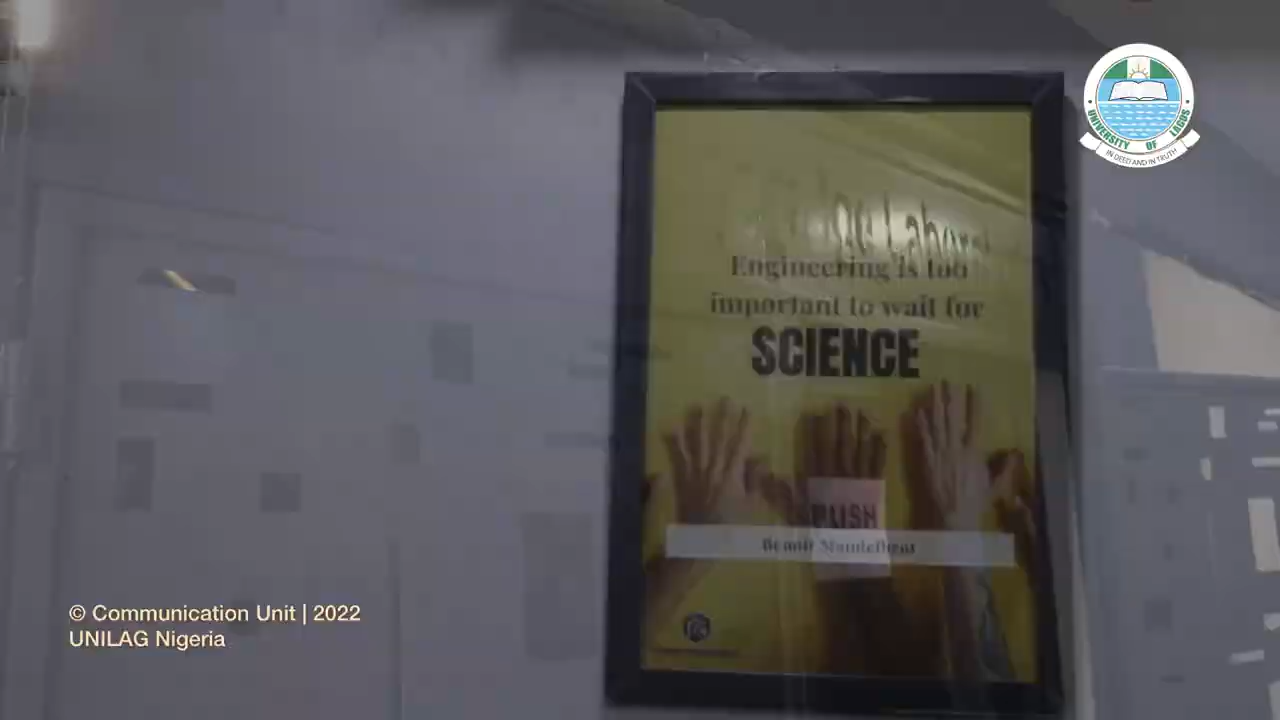 UNIVERSITY OF LAGOS
IN DEED AND IN TRUTH
Engineering is too
important to wait for
SCIENCE
PUSH
© Communication Unit | 2022
UNILAG Nigeria